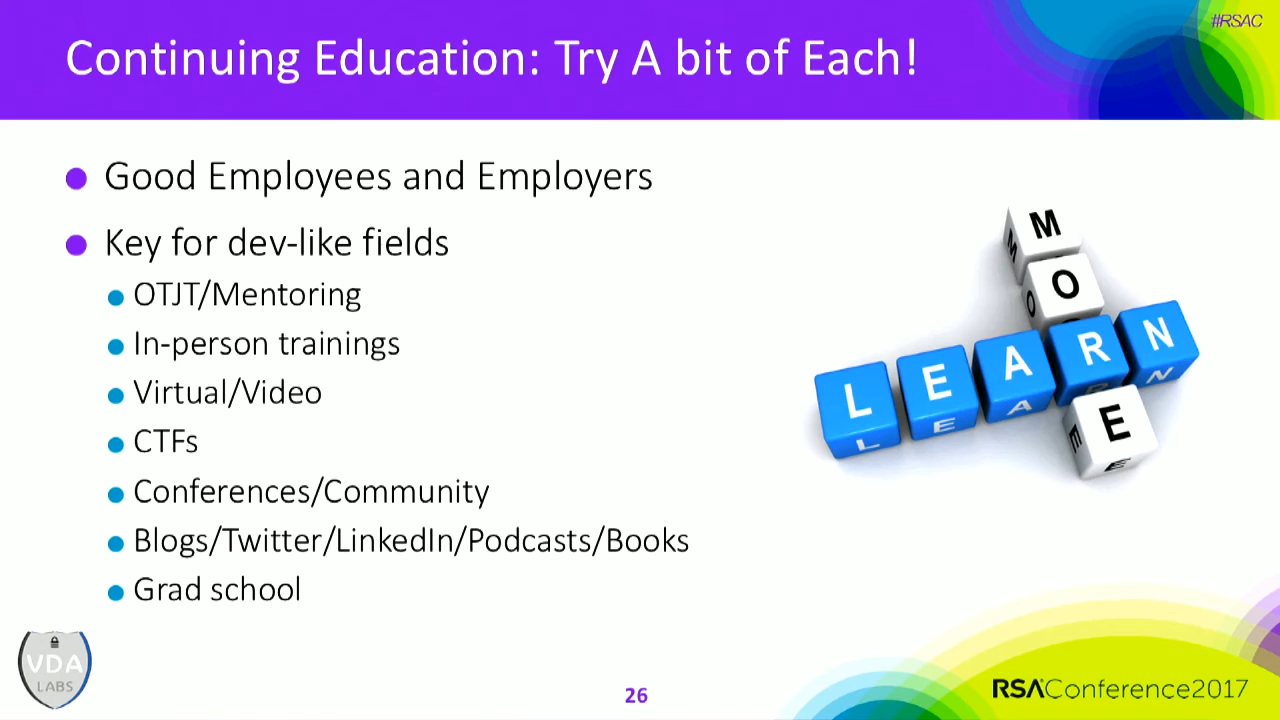 #RSAC
Continuing Education: Try A bit of Each!
Good Employees and Employers
Key for dev-like fields
OTJT/Mentoring
In-person trainings
Virtual/Video
CTFs
Conferences/Community
Blogs/Twitter/LinkedIn/Podcasts/Books
Grad school
M
M
O
O
L E A R N
L E A R N
E
E E
VDA
LABS
26
RSAConference2017